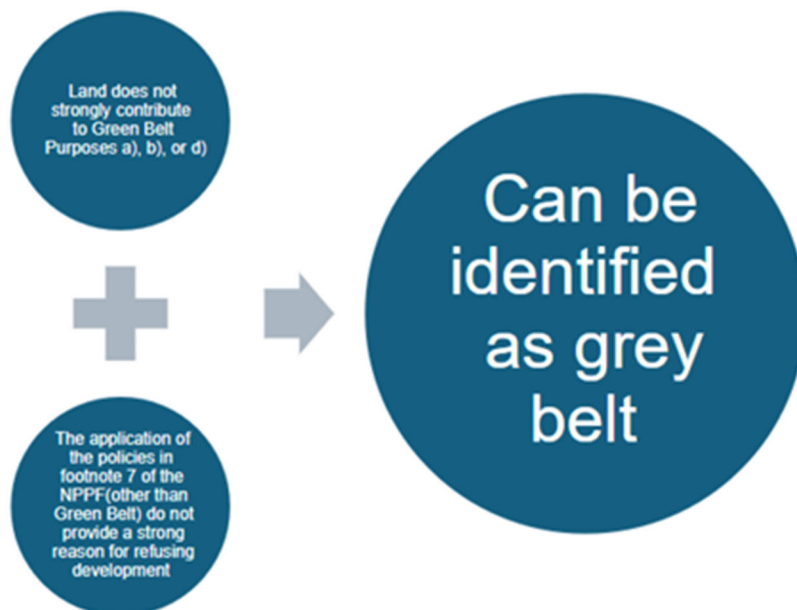 Land does not
strongly contribute
to Green Belt
Purposes a), b), or d)
The application of
the policies in
footnote 7 of the
NPPF(other than
Green Belt) do not
provide a strong
reason for refusing
development
Can be
identified
as grey
belt